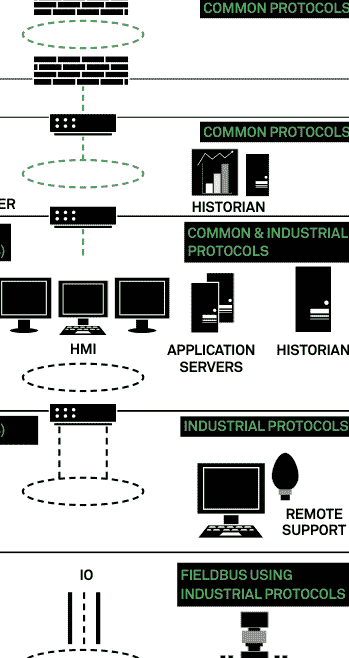 COMMON PROTOCOLS
COMMON PROTOCOLS
ER
HISTORIAN
COMMON & INDUSTRIAL
PROTOCOLS
)
HMI
APPLICATION
SERVERS
HISTORIAN
)
INDUSTRIAL PROTOCOLS
REMOTE
SUPPORT
IO
FIELDBUS USING
INDUSTRIAL PROTOCOLS